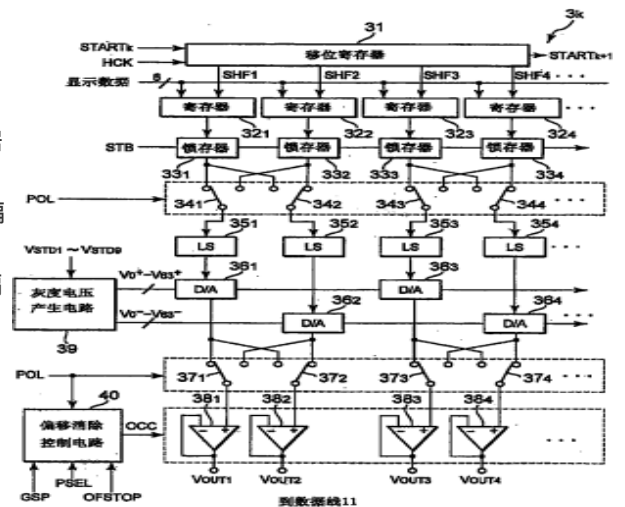 3k
31
STARTk
移位寄存器
STARTk+1
HCK
SHF1 SHF2 SHF3 SHF4
显示数据 6
寄存器 寄存器 寄存器 寄存器
321 322 323 324
STB 锁存器 锁存器 锁存器 锁存器
331 332 333 334
POL 341 342 343 344
351 352 353 354
LS LS LS LS
VSTD1 ~ VSTD9
361 363
V0+–V63+ D/A D/A
灰度电压
产生电路
362 364
V0-–V63- D/A D/A
39
POL 371 372 373 374
40
381 382 383 384
偏移消除
控制电路
OCC
GSP PSEL OFSTOP
VOUT1 VOUT2 VOUT3 VOUT4
到数据线11